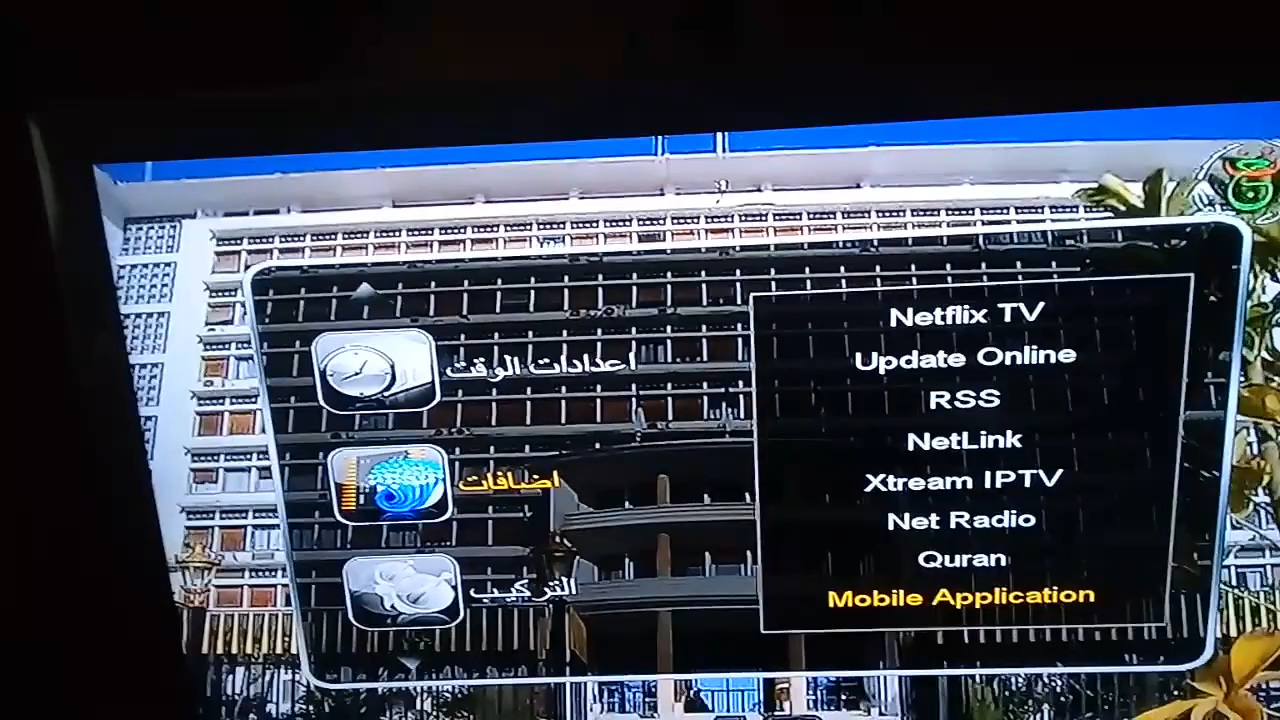 اعدادات الوقت
اضافات
التركيب
Netflix TV
Update Online
RSS
NetLink
Xtream IPTV
Net Radio
Quran
Mobile Application